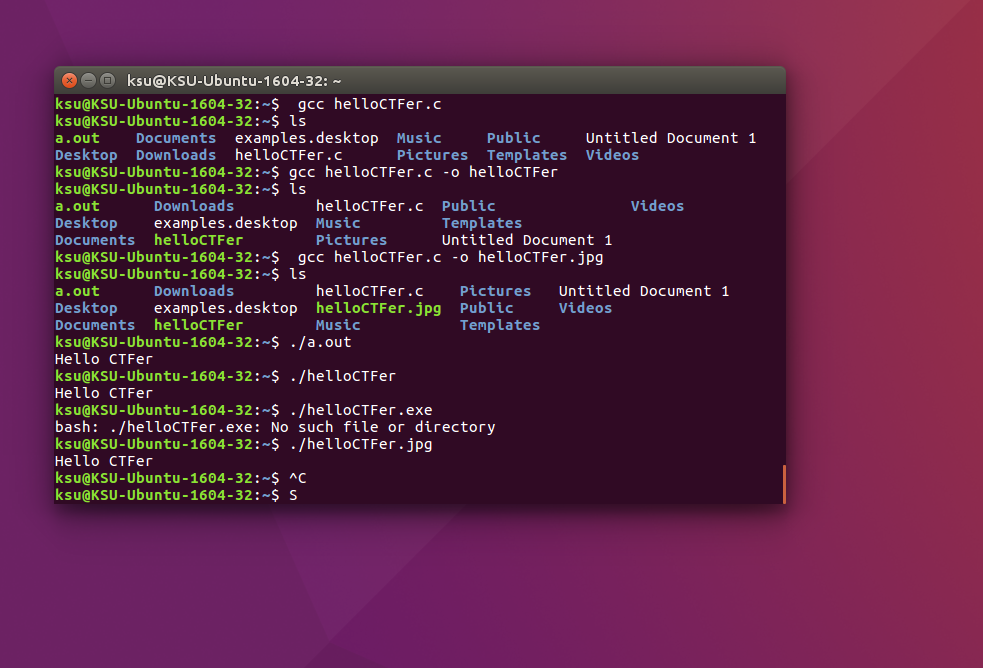 ksu@KSU-Ubuntu-1604-32: ~
ksu@KSU-Ubuntu-1604-32:~$  gcc helloCTFer.c
ksu@KSU-Ubuntu-1604-32:~$ ls
a.out    Documents  examples.desktop  Music     Public     Untitled Document 1
Desktop  Downloads  helloCTFer.c      Pictures  Templates  Videos
ksu@KSU-Ubuntu-1604-32:~$ gcc helloCTFer.c -o helloCTFer
ksu@KSU-Ubuntu-1604-32:~$ ls
a.out      Downloads         helloCTFer.c  Public               Videos
Desktop    examples.desktop  Music         Templates
Documents  helloCTFer        Pictures      Untitled Document 1
ksu@KSU-Ubuntu-1604-32:~$  gcc helloCTFer.c -o helloCTFer.jpg
ksu@KSU-Ubuntu-1604-32:~$ ls
a.out      Downloads         helloCTFer.c    Pictures   Untitled Document 1
Desktop    examples.desktop  helloCTFer.jpg  Public     Videos
Documents  helloCTFer        Music           Templates
ksu@KSU-Ubuntu-1604-32:~$ ./a.out
Hello CTFer
ksu@KSU-Ubuntu-1604-32:~$ ./helloCTFer
Hello CTFer
ksu@KSU-Ubuntu-1604-32:~$ ./helloCTFer.exe
bash: ./helloCTFer.exe: No such file or directory
ksu@KSU-Ubuntu-1604-32:~$ ./helloCTFer.jpg
Hello CTFer
ksu@KSU-Ubuntu-1604-32:~$ ^C
ksu@KSU-Ubuntu-1604-32:~$ S